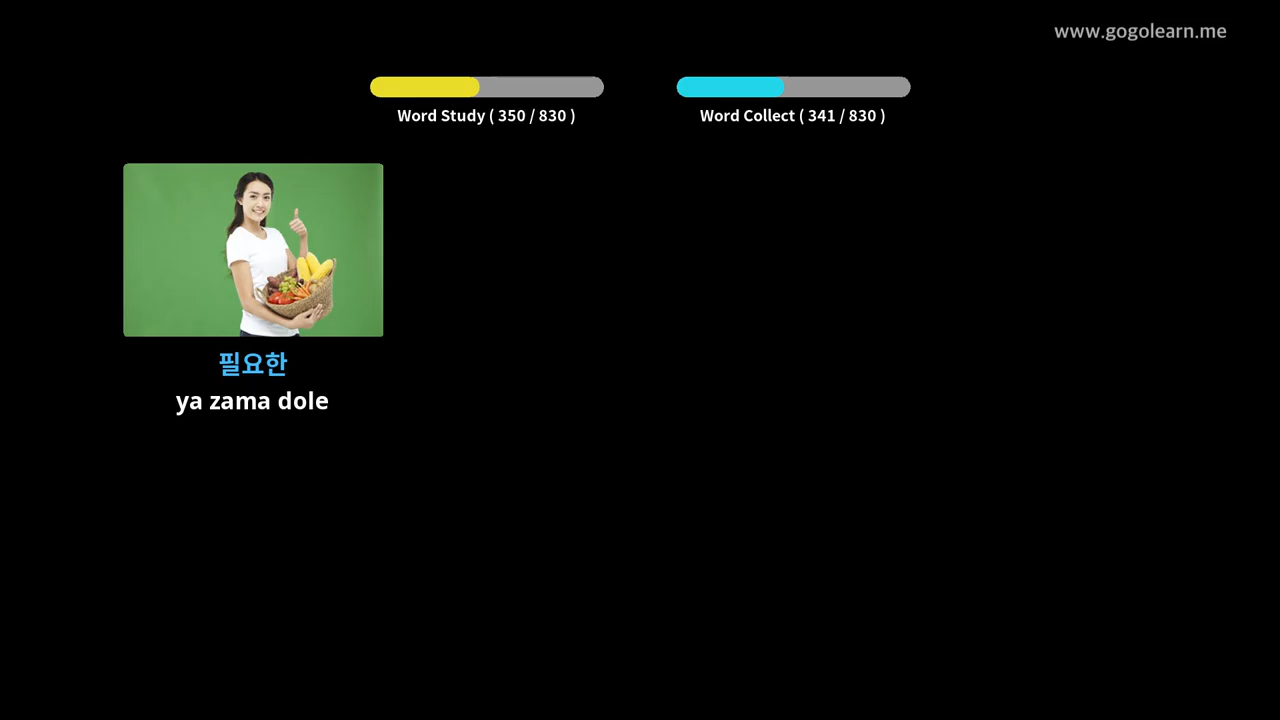 www.gogolearn.me
Word Study ( 350 / 830 )
Word Collect ( 341 / 830 )
필요한
ya zama dole